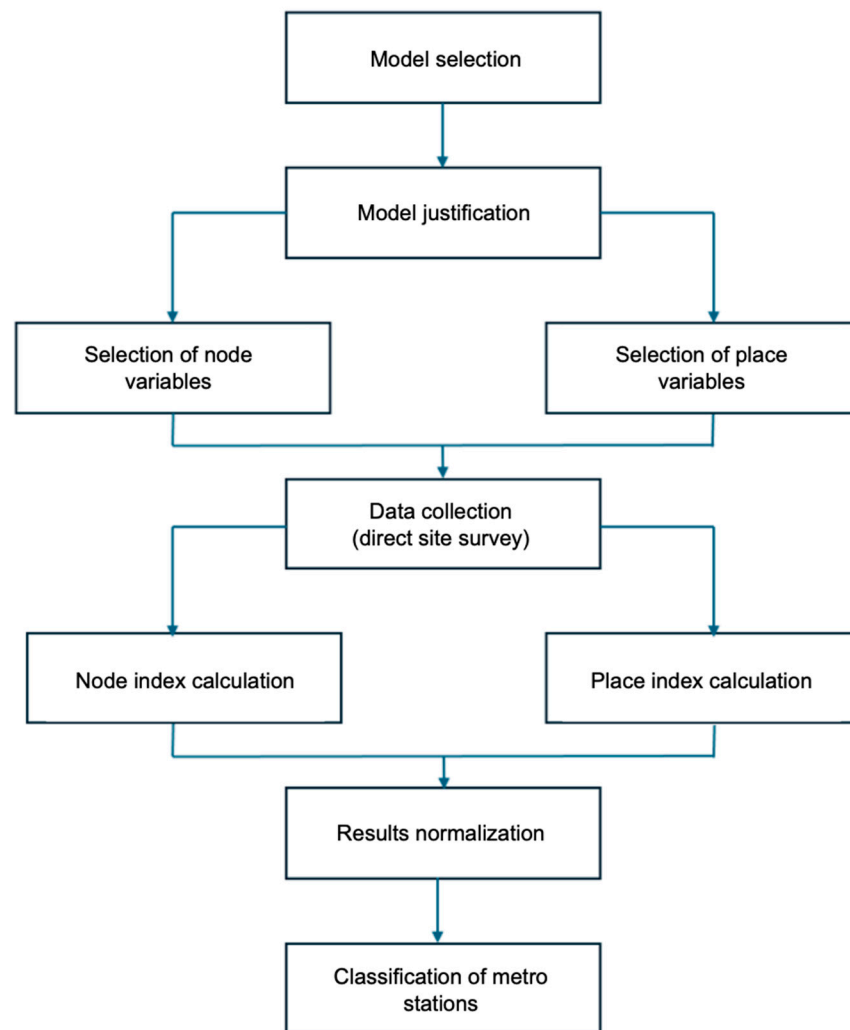 Model selection
Model justification
Selection of node
variables
Selection of place
variables
Data collection
(direct site survey)
Node index calculation
Place index calculation
Results normalization
Classification of metro
stations